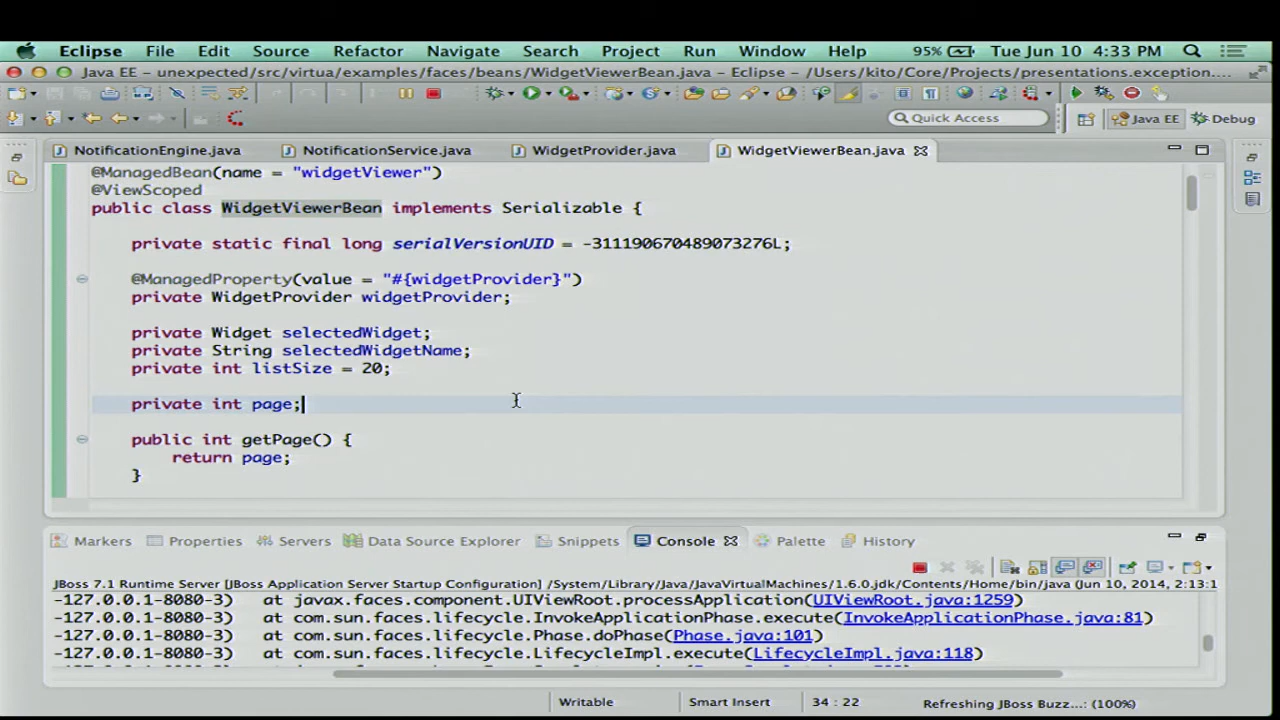 Eclipse File Edit Source Refactor Navigate Search Project Run Window Help 95% Tue Jun 10 4:33 PM
Java EE – unexpected/src/virtua/examples/faces/beans/WidgetViewerBean.java – Eclipse – /Users/kito/Core/Projects/presentations.exception....
Quick Access Java EE Debug
NotificationEngine.java NotificationService.java WidgetProvider.java WidgetViewerBean.java
@ManagedBean(name = "widgetViewer")
@ViewScoped
public class WidgetViewerBean implements Serializable {
private static final long serialVersionUID = -311190670489073276L;
@ManagedProperty(value = "#{widgetProvider}")
private WidgetProvider widgetProvider;
private Widget selectedWidget;
private String selectedWidgetName;
private int listSize = 20;
private int page;
public int getPage() {
return page;
}
Markers Properties Servers Data Source Explorer Snippets Console Palette History
JBoss 7.1 Runtime Server [JBoss Application Server Startup Configuration] /System/Library/Java/JavaVirtualMachines/1.6.0.jdk/Contents/Home/bin/java (Jun 10, 2014, 2:13:1
-127.0.0.1-8080-3) at javax.faces.component.UIViewRoot.processApplication(UIViewRoot.java:1259)
-127.0.0.1-8080-3) at com.sun.faces.lifecycle.InvokeApplicationPhase.execute(InvokeApplicationPhase.java:81)
-127.0.0.1-8080-3) at com.sun.faces.lifecycle.Phase.doPhase(Phase.java:101)
-127.0.0.1-8080-3) at com.sun.faces.lifecycle.LifecycleImpl.execute(LifecycleImpl.java:118)
Writable Smart Insert 34 : 22 Refreshing JBoss Buzz...: (100%)